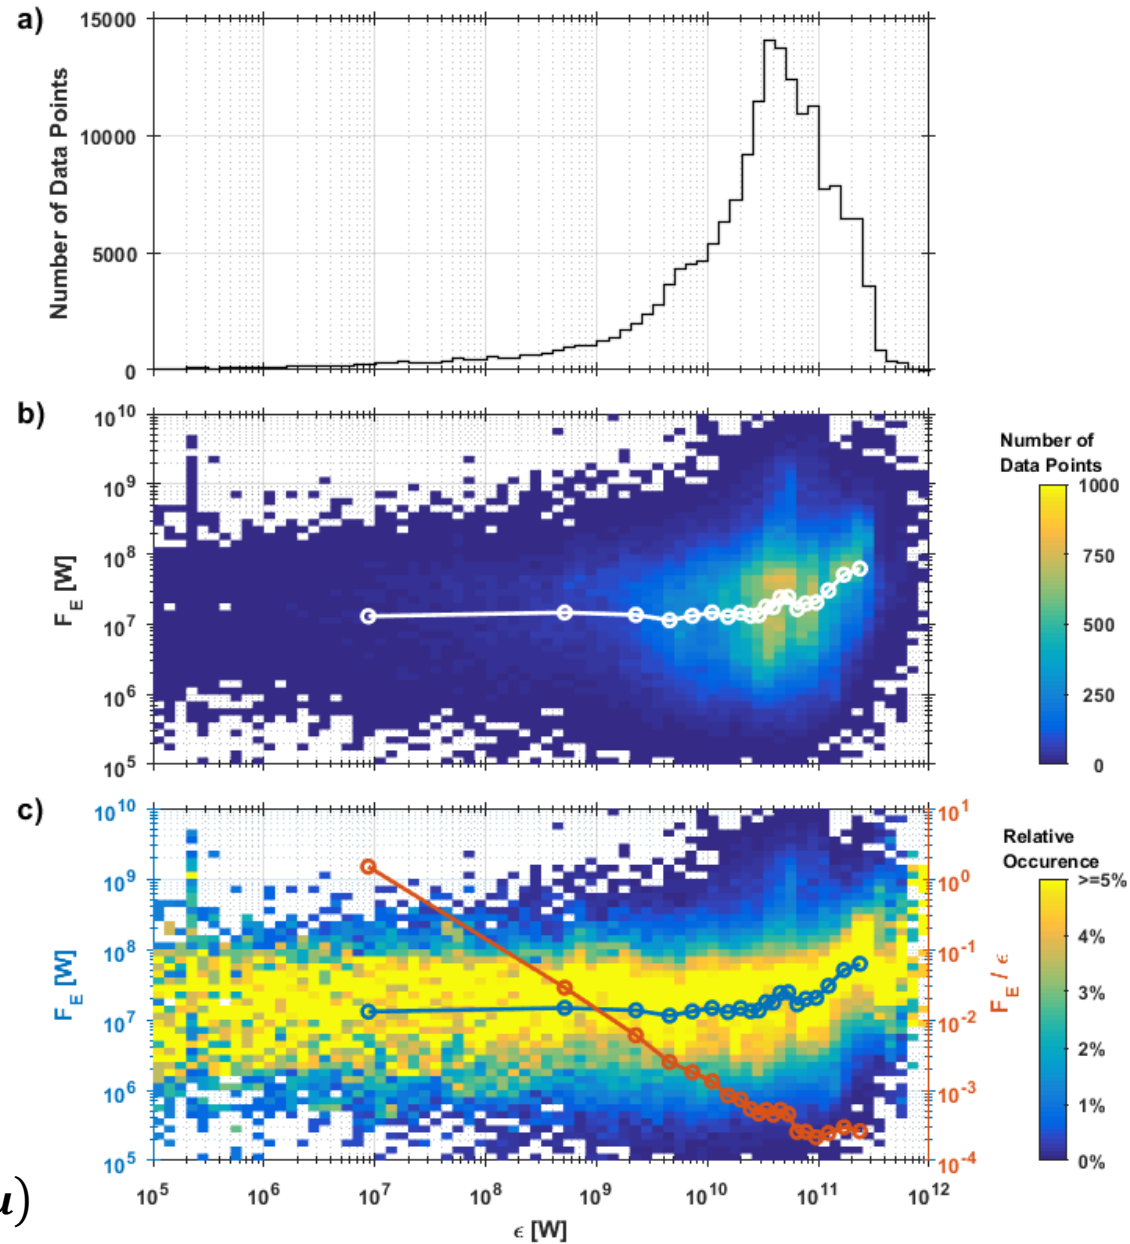 a)
15000
10000
5000
0
Number of Data Points
b)
10^10
10^9
10^8
10^7
10^6
10^5
F_E [W]
Number of
Data Points
1000
750
500
250
0
c)
10^10
10^9
10^8
10^7
10^6
10^5
F_E [W]
10^1
10^0
10^-1
10^-2
10^-3
10^-4
F_E / ϵ
Relative
Occurence
>=5%
4%
3%
2%
1%
0%
10^5 10^6 10^7 10^8 10^9 10^10 10^11 10^12
ϵ [W]